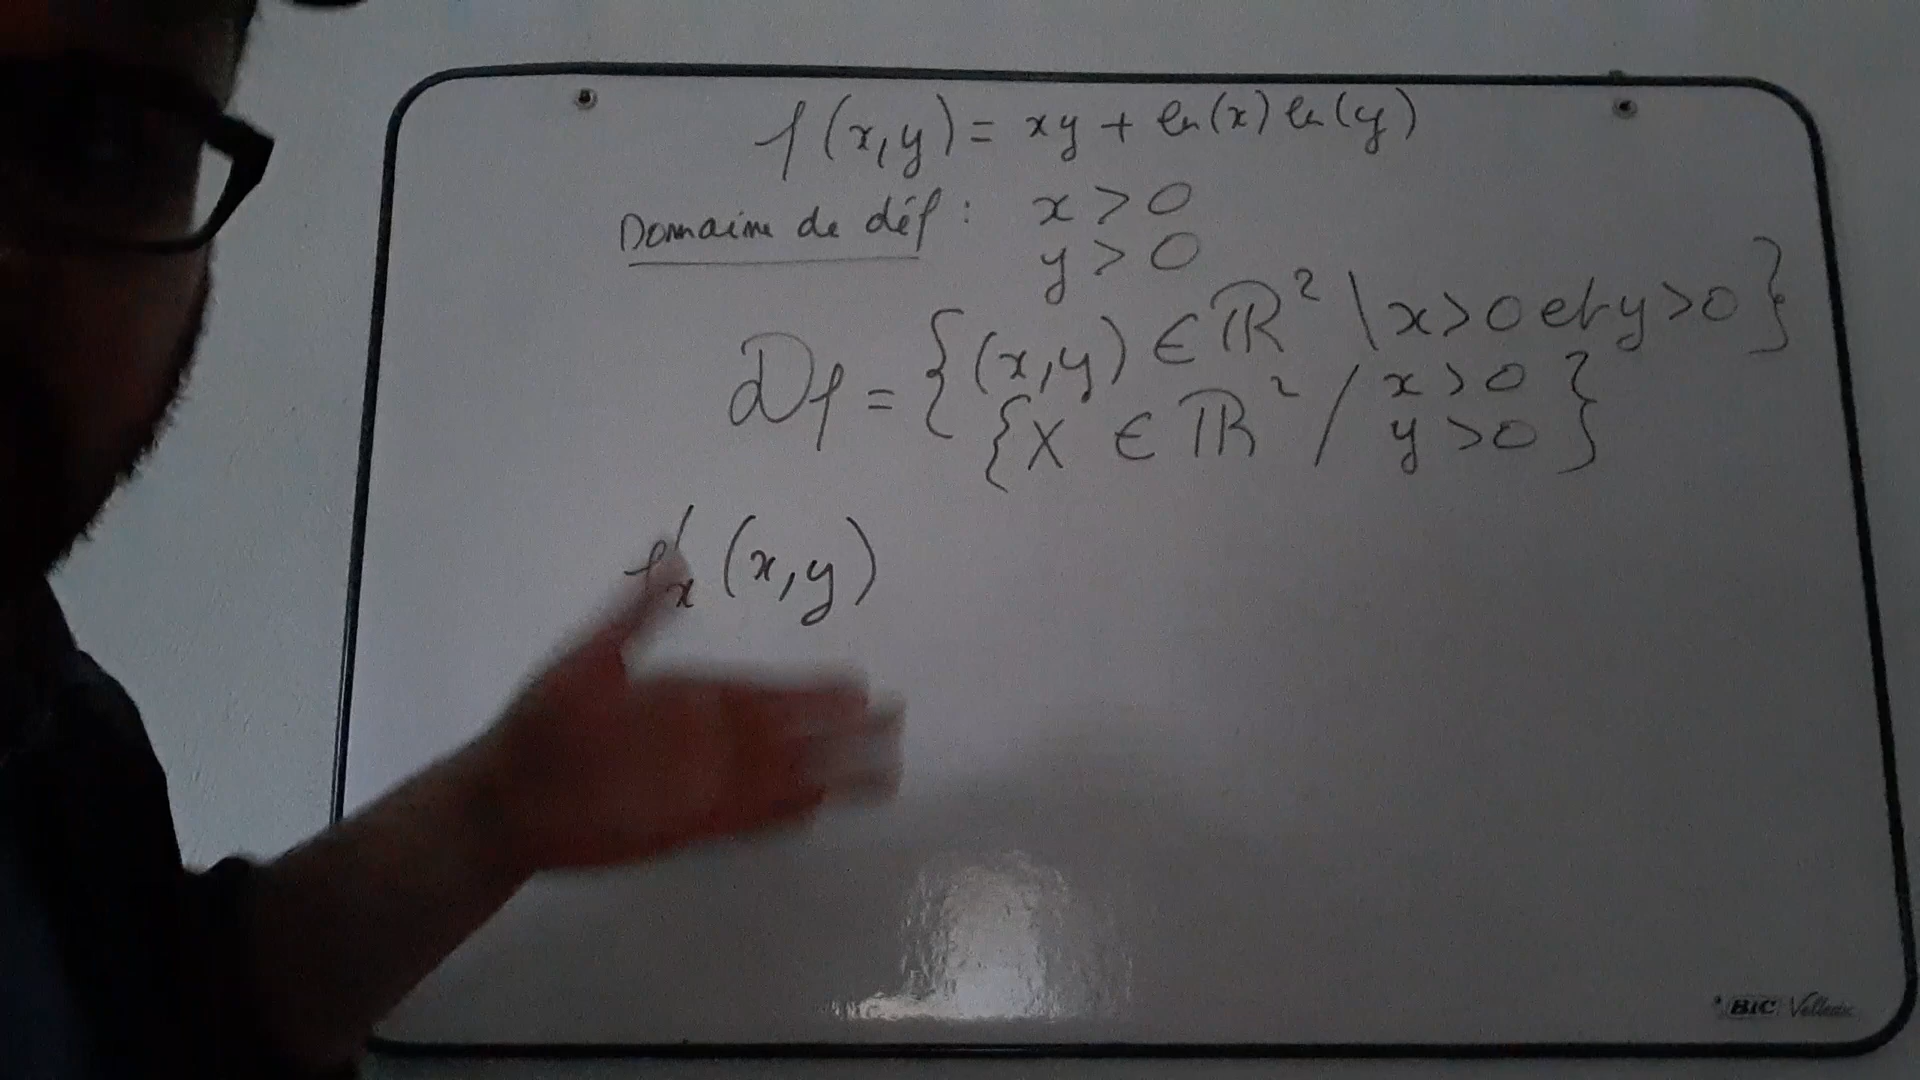 f(x,y) = xy + ln(x) ln(y)
Domaine de déf : x > 0
y > 0
Df = {(x,y) ∈ ℝ² \ x>0 et y>0}
{X ∈ ℝ² / x>0 y>0}
f'x (x,y)
BIC Velleda